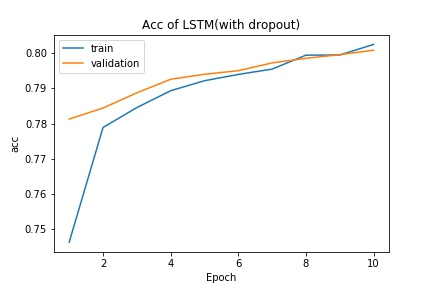 Acc of LSTM(with dropout)
train
validation
0.80
0.79
0.78
0.77
0.76
0.75
acc
2
4
6
8
10
Epoch